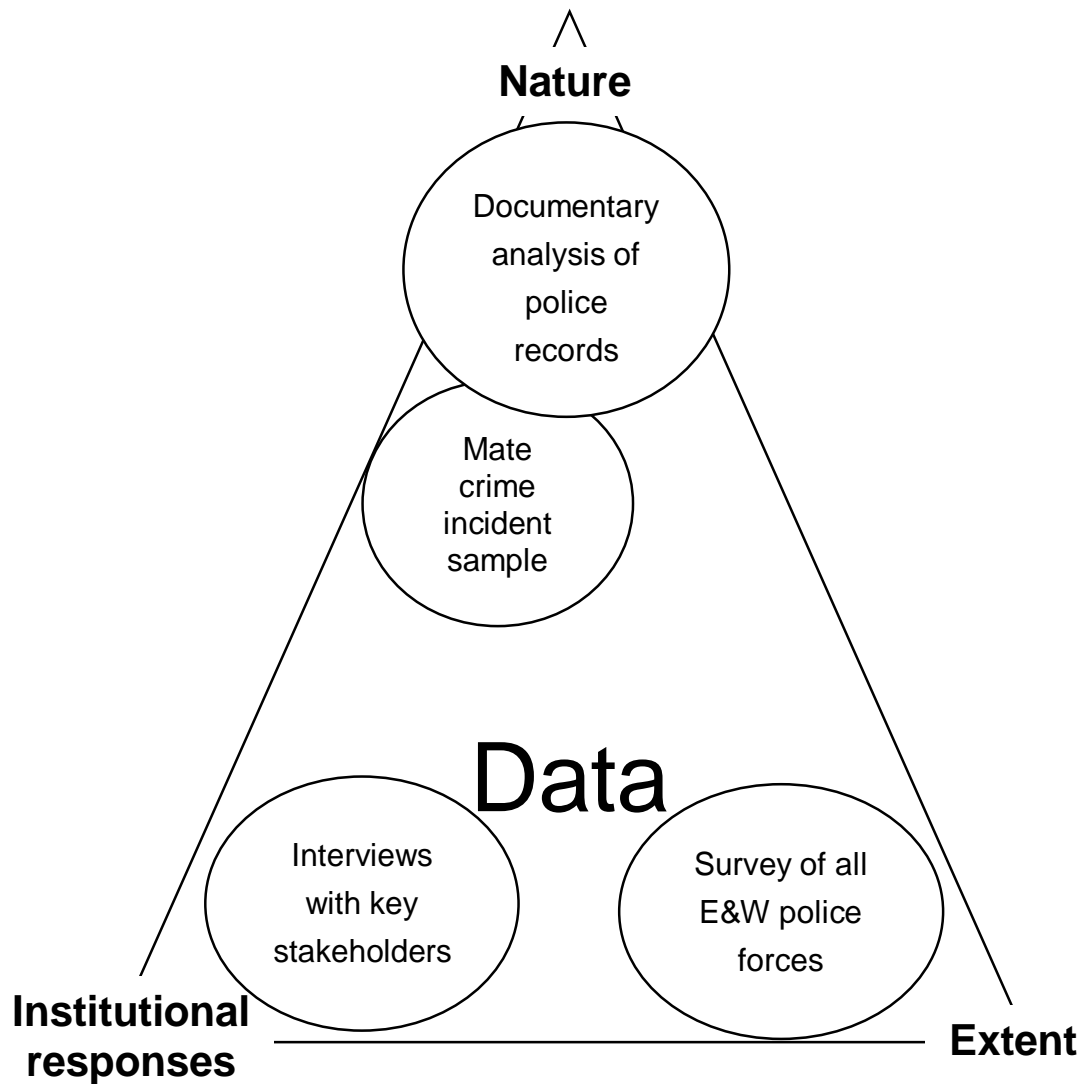 Nature
Documentary
analysis of
police
records
Mate
crime
incident
sample
Data
Interviews
with key
stakeholders
Survey of all
E&W police
forces
Institutional
responses
Extent